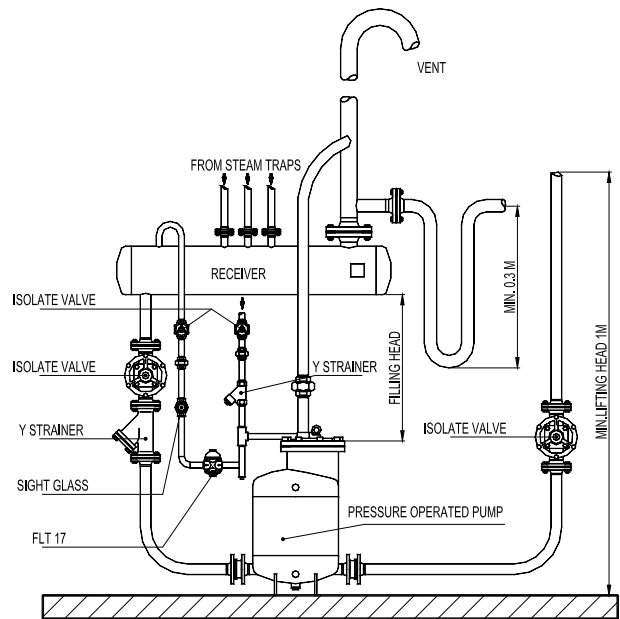 VENT
FROM STEAM TRAPS
RECEIVER
ISOLATE VALVE
MIN. 0.3 M
ISOLATE VALVE
Y STRAINER
FILLING HEAD
MIN.LIFTING HEAD 1M
Y STRAINER
ISOLATE VALVE
SIGHT GLASS
PRESSURE OPERATED PUMP
FLT 17